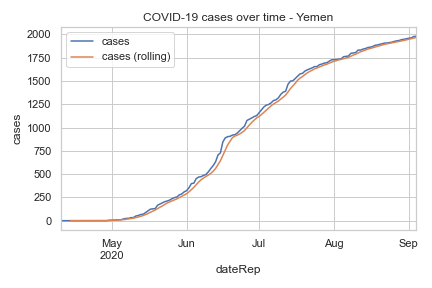 COVID-19 cases over time - Yemen
cases
cases (rolling)
2000
1750
1500
1250
1000
750
500
250
0
cases
May
2020
Jun
Jul
Aug
Sep
dateRep